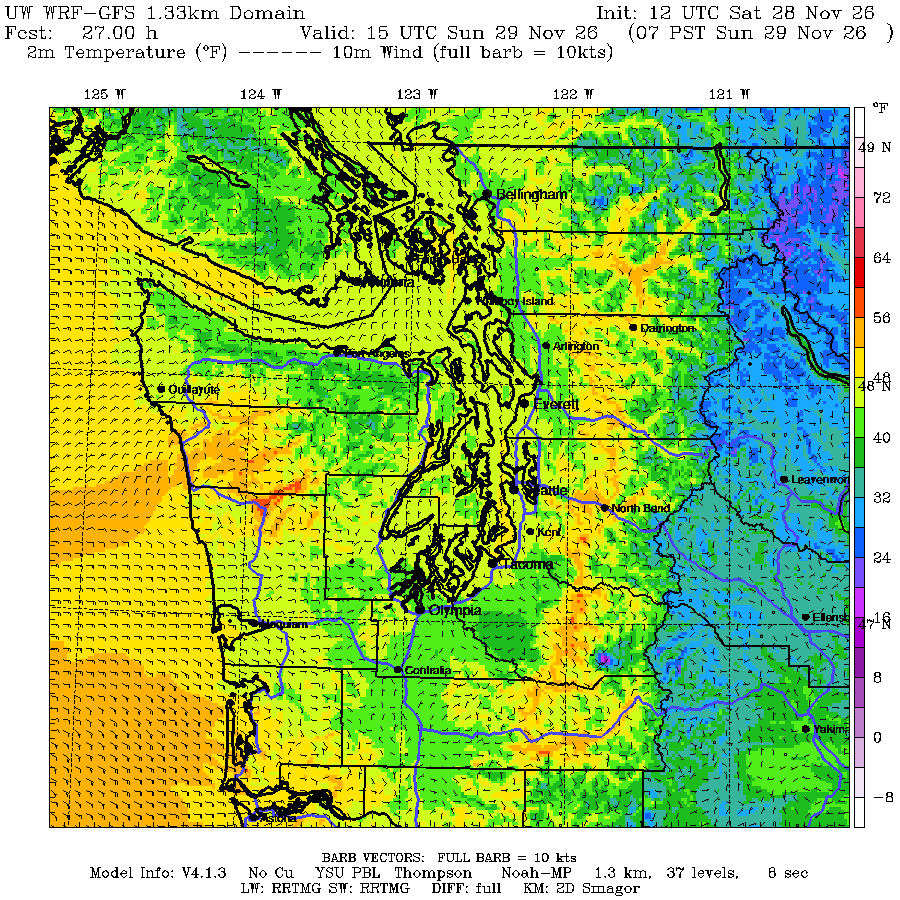 UW WRF-GFS 1.33km Domain Init: 12 UTC Sat 28 Nov 26
Fcst: 27.00 h Valid: 15 UTC Sun 29 Nov 26 (07 PST Sun 29 Nov 26 )
2m Temperature (°F) ------ 10m Wind (full barb = 10kts)
125 W 124 W 123 W 122 W 121 W
°F
49 N
Bellingham
72
64
Island
56
Darrington
Arlington
Port Angeles
48
48 N
Quillayute
Everett
40
Leavenwor
Seattle
32
North Bend
Kent
24
Tacoma
Olympia
16
Ellensb
47 N
Hoquiam
Centralia
8
Yakima
0
-8
Astoria
BARB VECTORS: FULL BARB = 10 kts
Model Info: V4.1.3 No Cu YSU PBL Thompson Noah-MP 1.3 km, 37 levels, 8 sec
LW: RRTMG SW: RRTMG DIFF: full KM: 2D Smagor